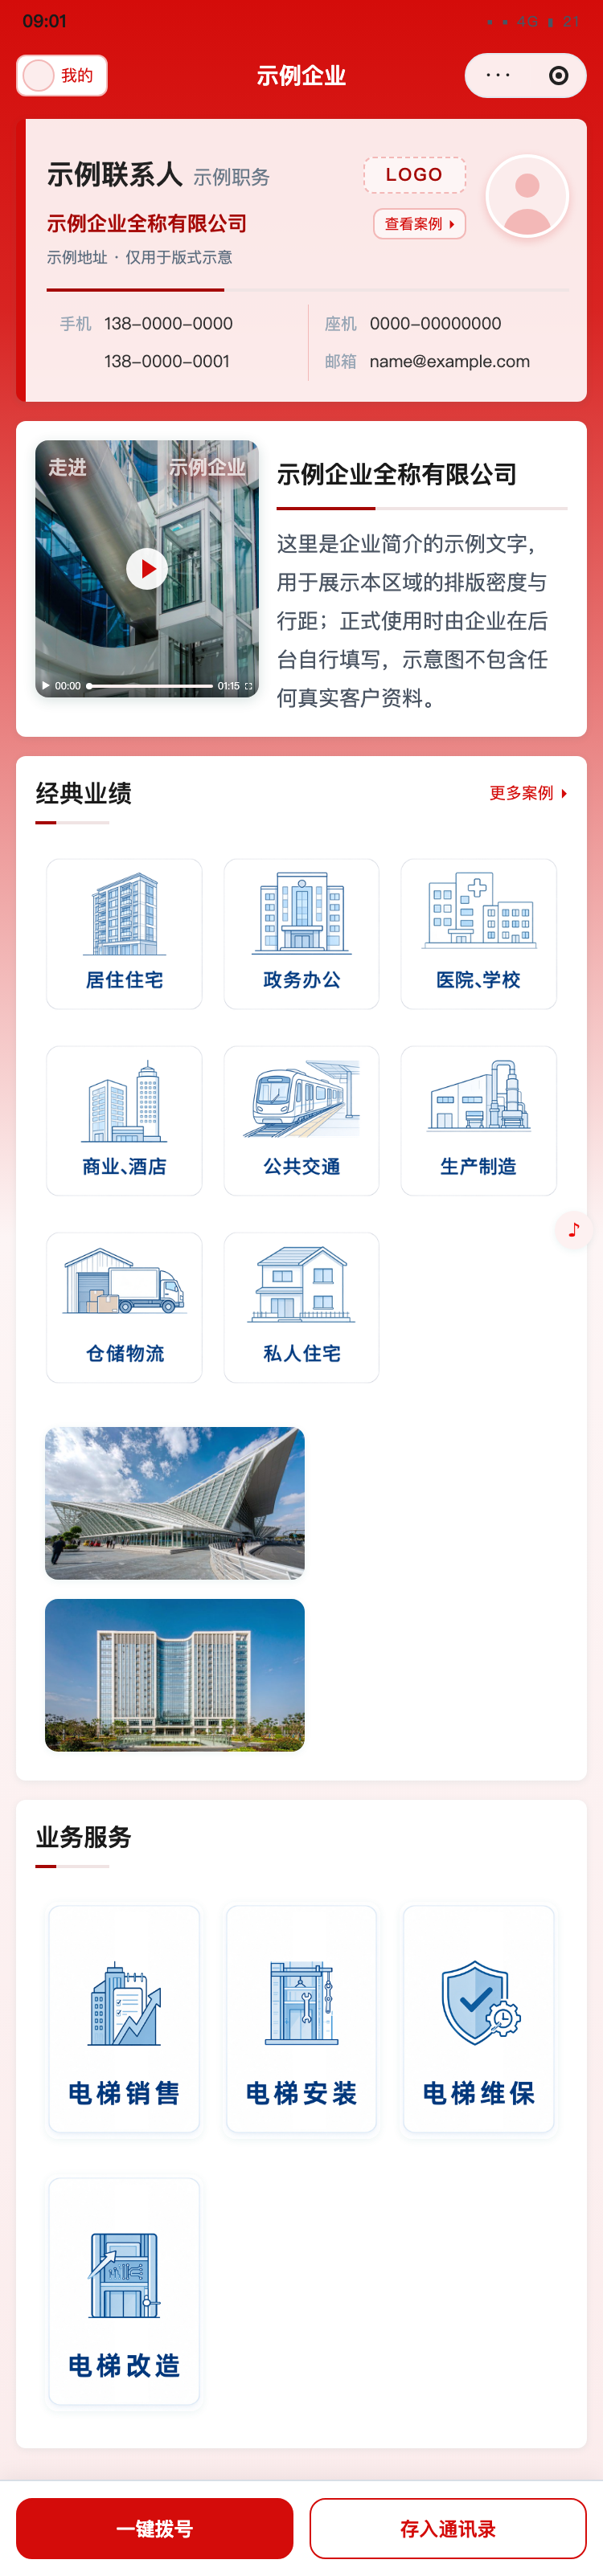 09:01
4G 21
我的
示例企业
示例联系人 示例职务
LOGO
示例企业全称有限公司
查看案例
示例地址 · 仅用于版式示意
手机 138-0000-0000
座机 0000-00000000
138-0000-0001
邮箱 name@example.com
走进 示例企业
00:00 01:15
示例企业全称有限公司
这里是企业简介的示例文字，
用于展示本区域的排版密度与
行距；正式使用时由企业在后
台自行填写，示意图不包含任
何真实客户资料。
经典业绩
更多案例
居住住宅
政务办公
医院、学校
商业、酒店
公共交通
生产制造
仓储物流
私人住宅
业务服务
电梯销售
电梯安装
电梯维保
电梯改造
一键拨号
存入通讯录